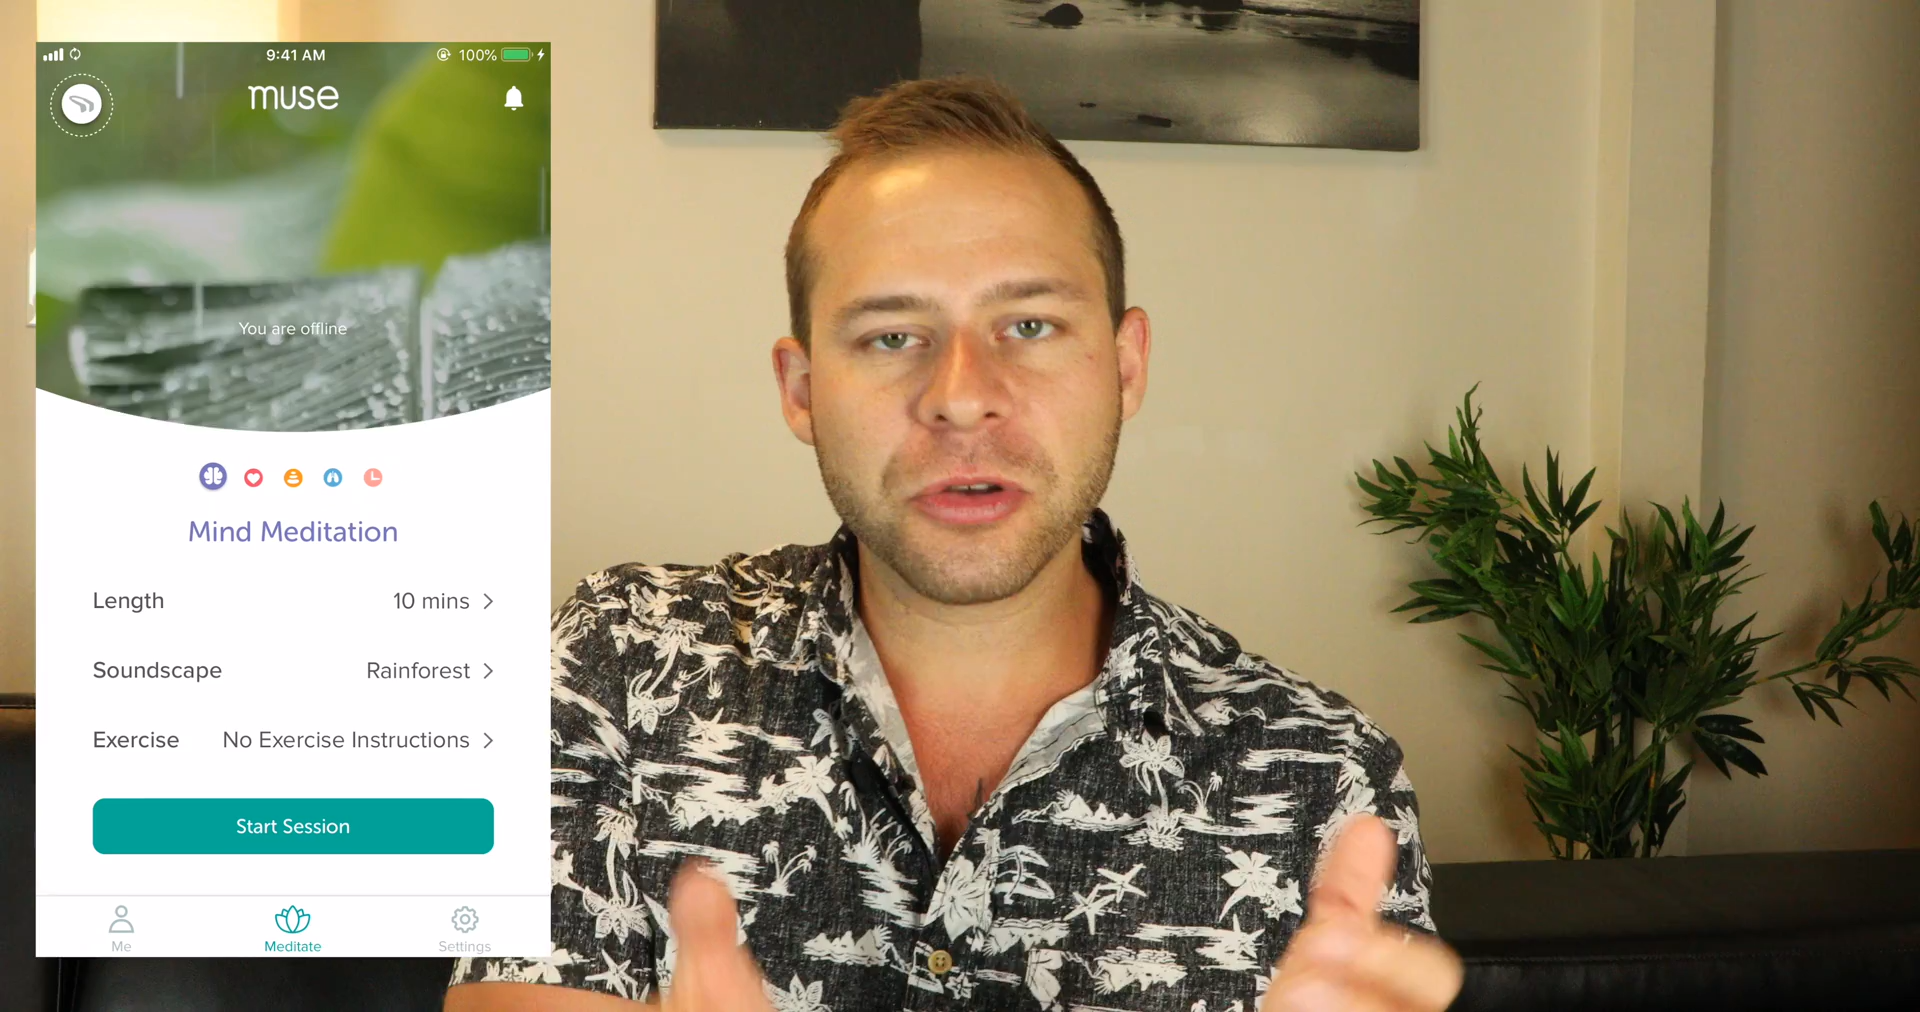 9:41 AM
100%
muse
You are offline
Mind Meditation
Length 10 mins
Soundscape Rainforest
Exercise No Exercise Instructions
Start Session
Me Meditate Settings